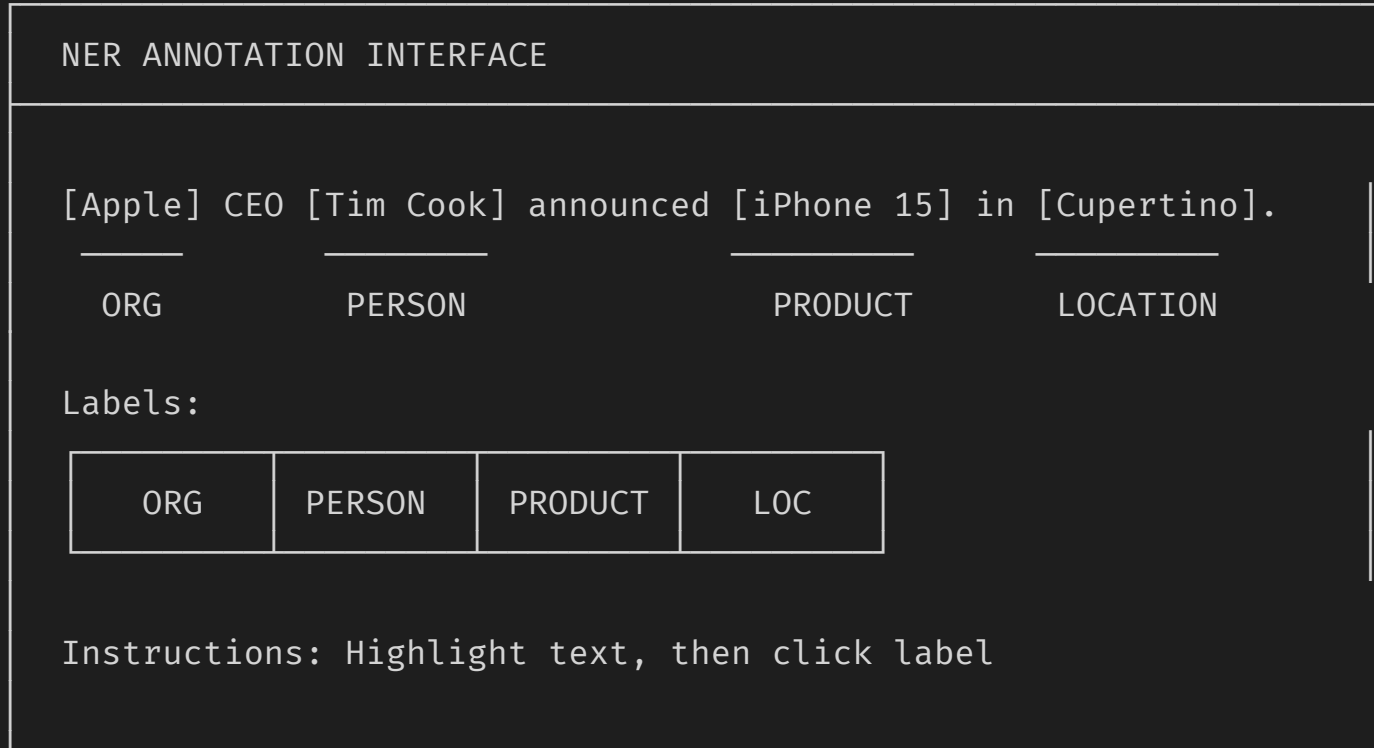 NER ANNOTATION INTERFACE
[Apple] CEO [Tim Cook] announced [iPhone 15] in [Cupertino].
ORG PERSON PRODUCT LOCATION
Labels:
ORG PERSON PRODUCT LOC
Instructions: Highlight text, then click label